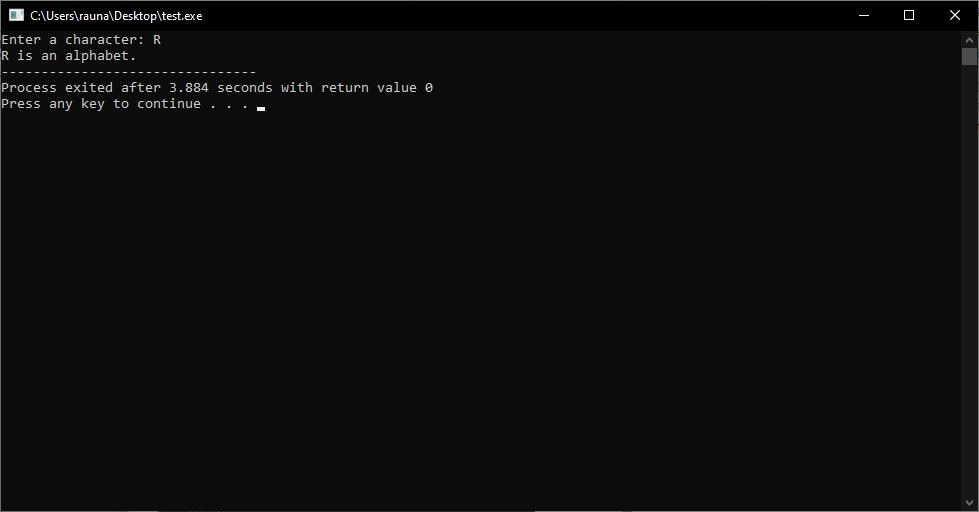 C:\Users\rauna\Desktop\test.exe
Enter a character: R
R is an alphabet.
--------------------------------
Process exited after 3.884 seconds with return value 0
Press any key to continue . . .